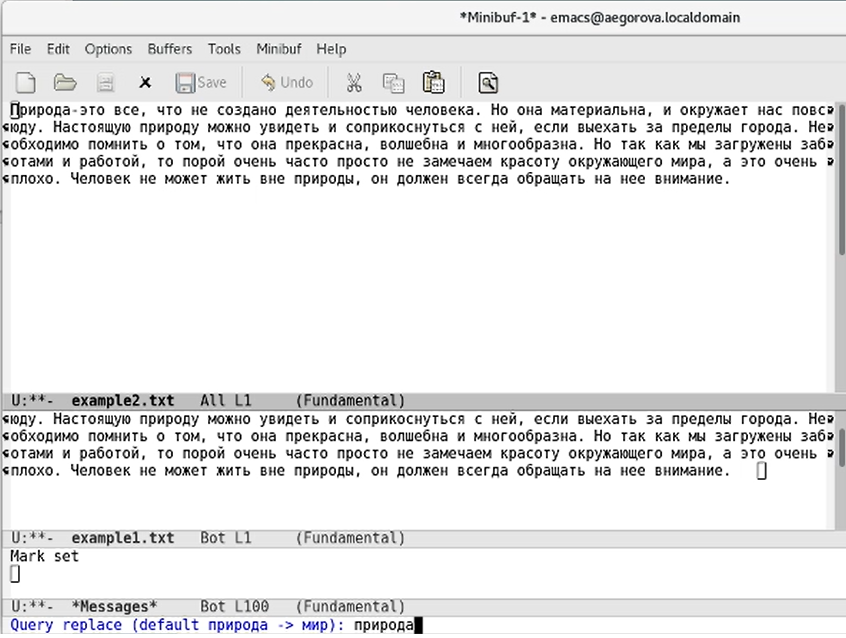 *Minibuf-1* - emacs@aegorova.localdomain
File Edit Options Buffers Tools Minibuf Help
Save Undo
Природа-это все, что не создано деятельностью человека. Но она материальна, и окружает нас повс
юду. Настоящую природу можно увидеть и соприкоснуться с ней, если выехать за пределы города. Не
обходимо помнить о том, что она прекрасна, волшебна и многообразна. Но так как мы загружены заб
отами и работой, то порой очень часто просто не замечаем красоту окружающего мира, а это очень
плохо. Человек не может жить вне природы, он должен всегда обращать на нее внимание.
U:**- example2.txt All L1 (Fundamental)
юду. Настоящую природу можно увидеть и соприкоснуться с ней, если выехать за пределы города. Не
обходимо помнить о том, что она прекрасна, волшебна и многообразна. Но так как мы загружены заб
отами и работой, то порой очень часто просто не замечаем красоту окружающего мира, а это очень
плохо. Человек не может жить вне природы, он должен всегда обращать на нее внимание.
U:**- example1.txt Bot L1 (Fundamental)
Mark set
U:**- *Messages* Bot L100 (Fundamental)
Query replace (default природа -> мир): природа